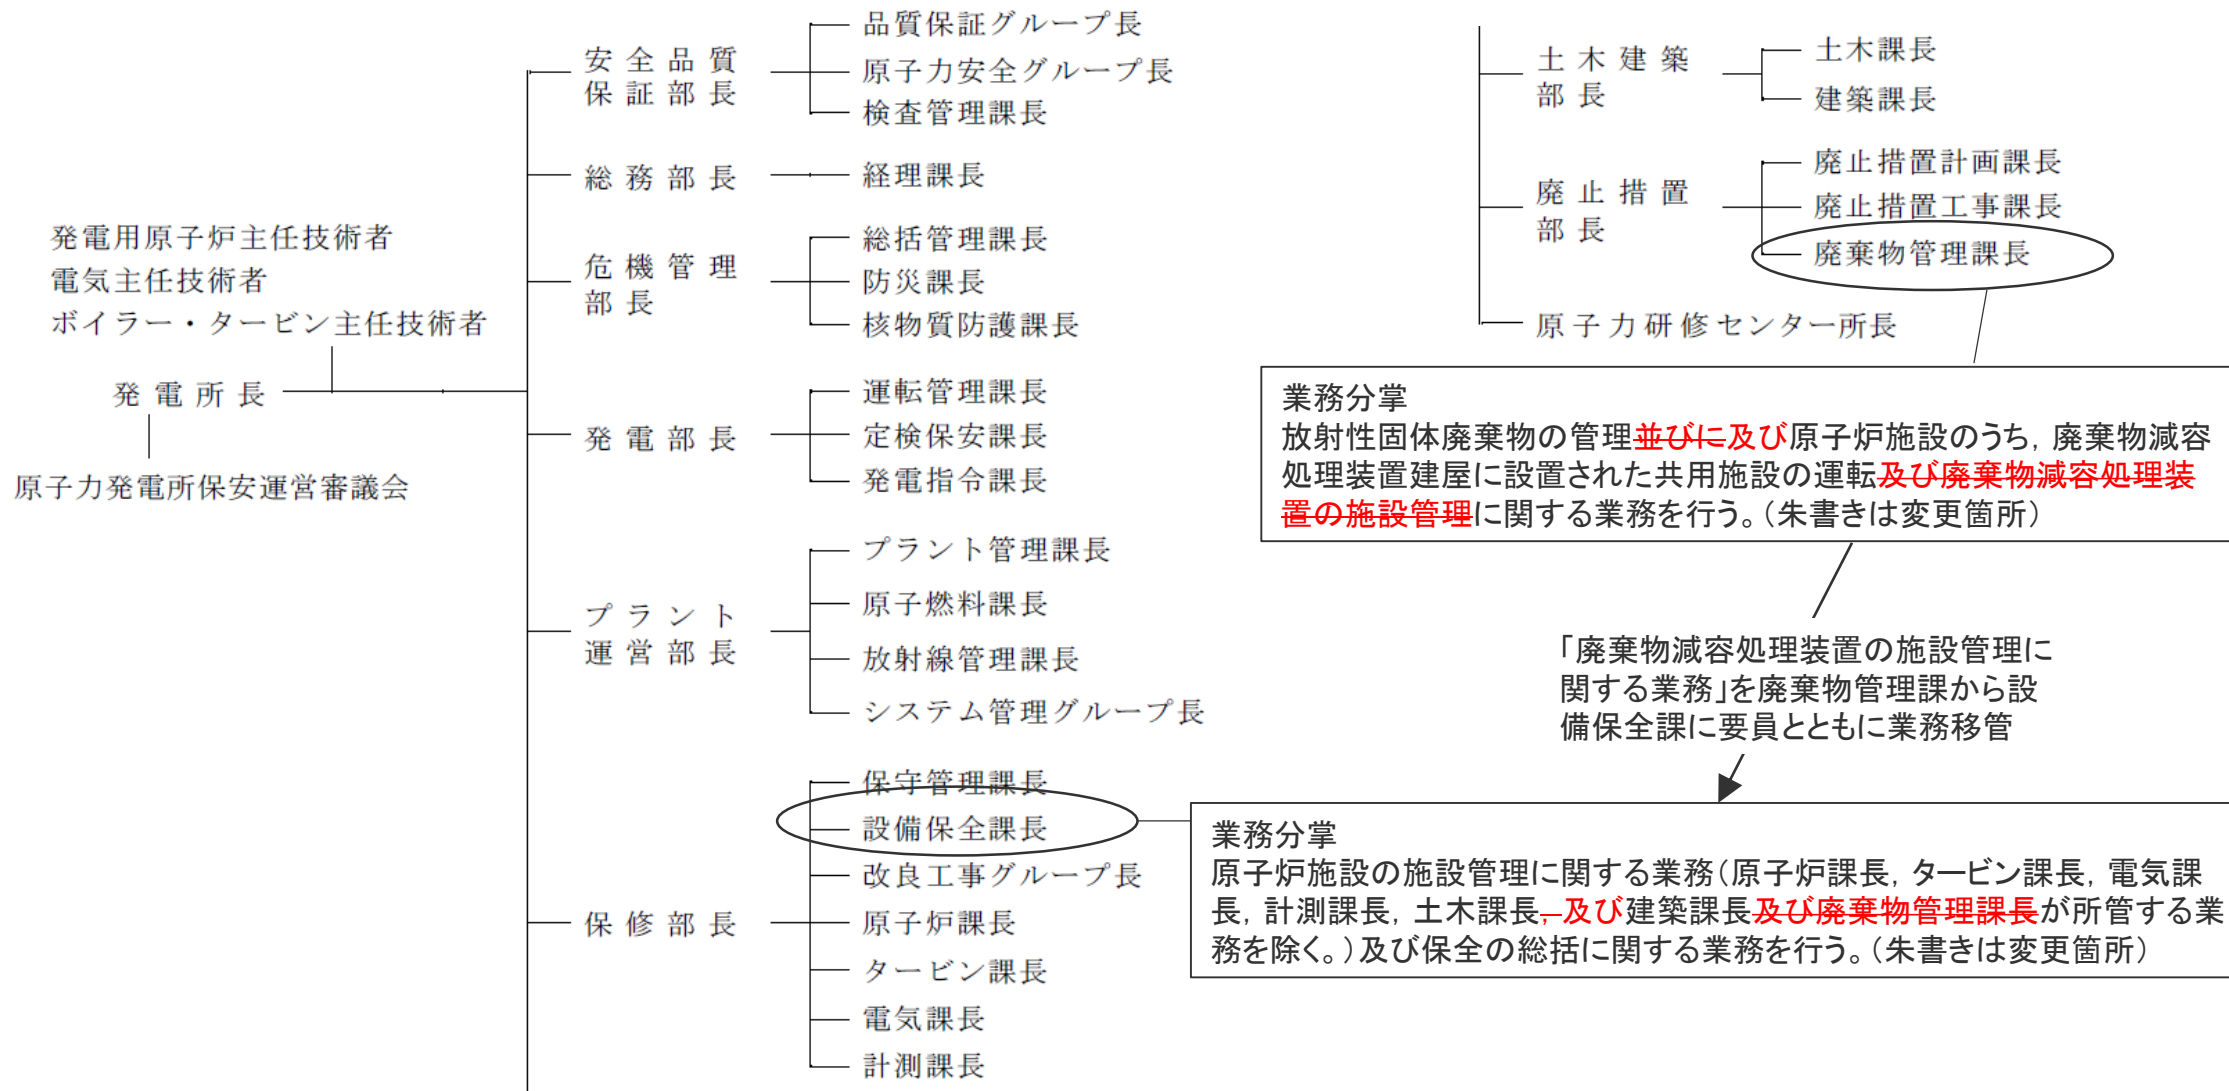 発電用原子炉主任技術者
電気主任技術者
ボイラー・タービン主任技術者
発電所長
原子力発電所保安運営審議会
安全品質
保証部長
品質保証グループ長
原子力安全グループ長
検査管理課長
総務部長
経理課長
危機管理
部長
総括管理課長
防災課長
核物質防護課長
発電部長
運転管理課長
定検保安課長
発電指令課長
プラント
運営部長
プラント管理課長
原子燃料課長
放射線管理課長
システム管理グループ長
保修部長
保守管理課長
設備保全課長
改良工事グループ長
原子炉課長
タービン課長
電気課長
計測課長
土木建築
部長
土木課長
建築課長
廃止措置
部長
廃止措置計画課長
廃止措置工事課長
廃棄物管理課長
原子力研修センター所長
業務分掌
放射性固体廃棄物の管理並びに及び原子炉施設のうち，廃棄物減容
処理装置建屋に設置された共用施設の運転及び廃棄物減容処理装
置の施設管理に関する業務を行う。（朱書きは変更箇所）
「廃棄物減容処理装置の施設管理に
関する業務」を廃棄物管理課から設
備保全課に要員とともに業務移管
業務分掌
原子炉施設の施設管理に関する業務（原子炉課長，タービン課長，電気課
長，計測課長，土木課長，及び建築課長及び廃棄物管理課長が所管する業
務を除く。）及び保全の総括に関する業務を行う。（朱書きは変更箇所）